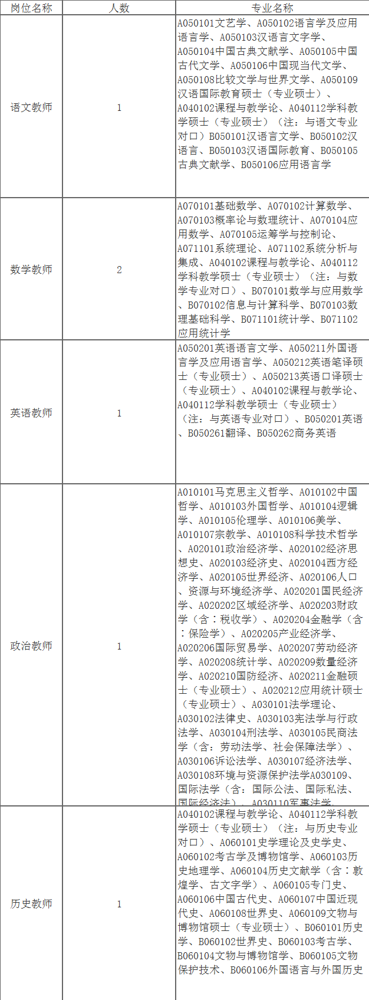 岗位名称 人数 专业名称
语文教师 1
A050101文艺学、A050102语言学及应用
语言学、A050103汉语言文字学、
A050104中国古典文献学、A050105中国
古代文学、A050106中国现当代文学、
A050108比较文学与世界文学、A050109
汉语国际教育硕士（专业硕士）、
A040102课程与教学论、A040112学科教
学硕士（专业硕士）（注：与语文专业
对口）B050101汉语言文学、B050102汉
语言、B050103汉语国际教育、B050105
古典文献学、B050106应用语言学
数学教师 2
A070101基础数学、A070102计算数学、
A070103概率论与数理统计、A070104应
用数学、A070105运筹学与控制论、
A071101系统理论、A071102系统分析与
集成、A040102课程与教学论、A040112
学科教学硕士（专业硕士）（注：与数
学专业对口）、B070101数学与应用数学
、B070102信息与计算科学、B070103数
理基础科学、B071101统计学、B071102
应用统计学
英语教师 1
A050201英语语言文学、A050211外国语
言学及应用语言学、A050212英语笔译硕
士（专业硕士）、A050213英语口译硕士
（专业硕士）、A040102课程与教学论、
A040112学科教学硕士（专业硕士）
（注：与英语专业对口）、B050201英语
、B050261翻译、B050262商务英语
政治教师 1
A010101马克思主义哲学、A010102中国
哲学、A010103外国哲学、A010104逻辑
学、A010105伦理学、A010106美学、
A010107宗教学、A010108科学技术哲学
、A020101政治经济学、A020102经济思
想史、A020103经济史、A020104西方经
济学、A020105世界经济、A020106人口
、资源与环境经济学、A020201国民经济
学、A020202区域经济学、A020203财政
学（含∶税收学）、A020204金融学（含
∶保险学）、A020205产业经济学、
A020206国际贸易学、A020207劳动经济
学、A020208统计学、A020209数量经济
学、A020210国防经济、A020211金融硕
士（专业硕士）、A020212应用统计硕士
（专业硕士）、A030101法学理论、
A030102法律史、A030103宪法学与行政
法学、A030104刑法学、A030105民商法
学（含：劳动法学、社会保障法学）、
A030106诉讼法学、A030107经济法学、
A030108环境与资源保护法学A030109、
国际法学（含：国际公法、国际私法、
国际经济法）、A030110军事法学、
历史教师 1
A040102课程与教学论、A040112学科教
学硕士（专业硕士）（注：与历史专业
对口）、A060101史学理论及史学史、
A060102考古学及博物馆学、A060103历
史地理学、A060104历史文献学（含∶敦
煌学、古文字学）、A060105专门史、
A060106中国古代史、A060107中国近现
代史、A060108世界史、A060109文物与
博物馆硕士（专业硕士）、B060101历史
学、B060102世界史、B060103考古学、
B060104文物与博物馆学、B060105文物
保护技术、B060106外国语言与外国历史